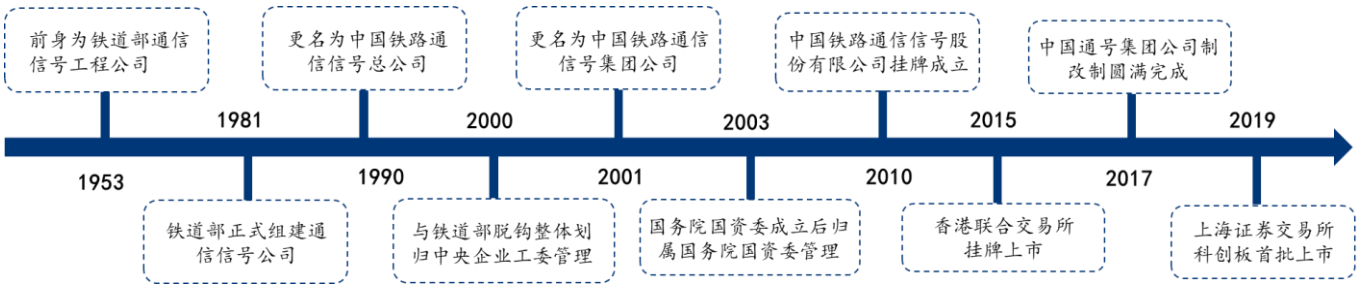 前身为铁道部通信
信号工程公司
更名为中国铁路通
信信号总公司
更名为中国铁路通信
信号集团公司
中国铁路通信信号股
份有限公司挂牌成立
中国通号集团公司制
改制圆满完成
1981
2000
2003
2015
2019
1953
1990
2001
2010
2017
铁道部正式组建通
信信号公司
与铁道部脱钩整体划
归中央企业工委管理
国务院国资委成立后归
属国务院国资委管理
香港联合交易所
挂牌上市
上海证券交易所
科创板首批上市